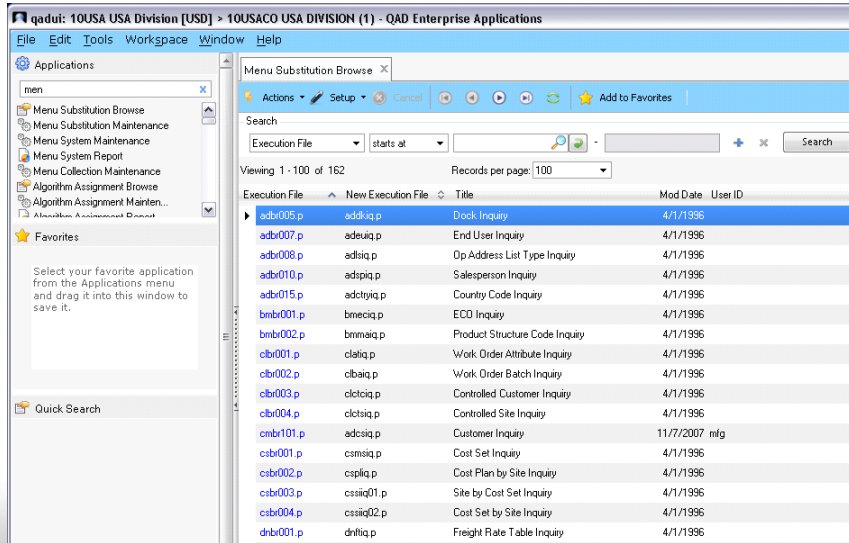 qadui: 10USA USA Division [USD] > 10USACO USA DIVISION (1) - QAD Enterprise Applications
File Edit Tools Workspace Window Help
Applications
men
Menu Substitution Browse
Menu Substitution Maintenance
Menu System Maintenance
Menu System Report
Menu Collection Maintenance
Algorithm Assignment Browse
Algorithm Assignment Mainten...
Algorithm Assignment Report
Favorites
Select your favorite application
from the Applications menu
and drag it into this window to
save it.
Quick Search
Menu Substitution Browse
Actions Setup Cancel Add to Favorites
Search
Execution File starts at - Search
Viewing 1 - 100 of 162 Records per page: 100
Execution File New Execution File Title Mod Date User ID
adbr005.p addkiq.p Dock Inquiry 4/1/1996
adbr007.p adeuiq.p End User Inquiry 4/1/1996
adbr008.p adlsiq.p Op Address List Type Inquiry 4/1/1996
adbr010.p adspiq.p Salesperson Inquiry 4/1/1996
adbr015.p adctryiq.p Country Code Inquiry 4/1/1996
bmbr001.p bmeciq.p ECO Inquiry 4/1/1996
bmbr002.p bmmaiq.p Product Structure Code Inquiry 4/1/1996
clbr001.p clatiq.p Work Order Attribute Inquiry 4/1/1996
clbr002.p clbaiq.p Work Order Batch Inquiry 4/1/1996
clbr003.p clctciq.p Controlled Customer Inquiry 4/1/1996
clbr004.p clctsiq.p Controlled Site Inquiry 4/1/1996
cmbr101.p adcsiq.p Customer Inquiry 11/7/2007 mfg
csbr001.p csmsiq.p Cost Set Inquiry 4/1/1996
csbr002.p cspliq.p Cost Plan by Site Inquiry 4/1/1996
csbr003.p cssiiq01.p Site by Cost Set Inquiry 4/1/1996
csbr004.p cssiiq02.p Cost Set by Site Inquiry 4/1/1996
dnbr001.p dnftiq.p Freight Rate Table Inquiry 4/1/1996